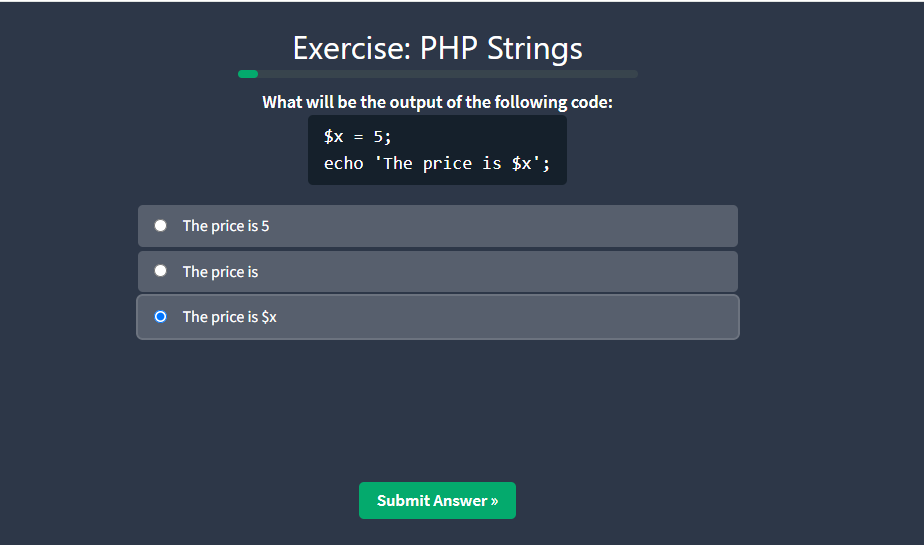 Exercise: PHP Strings
What will be the output of the following code:
$x = 5;
echo 'The price is $x';
The price is 5
The price is
The price is $x
Submit Answer »